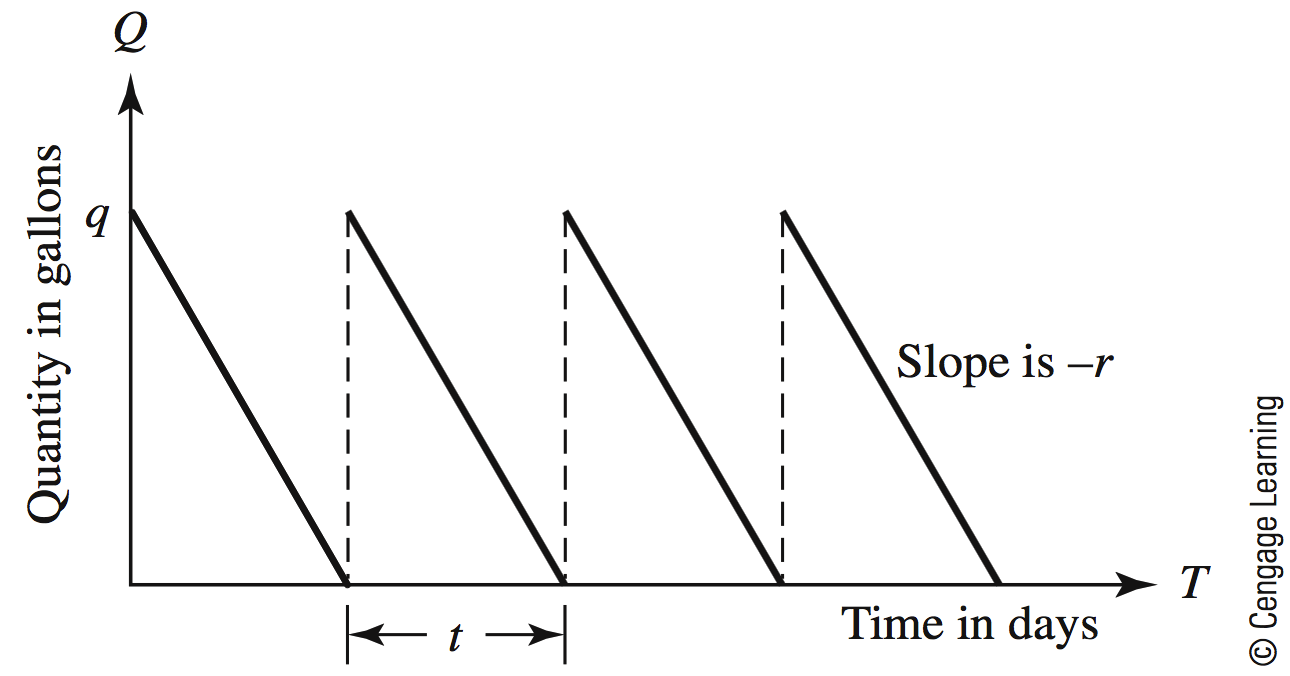 Q
Quantity in gallons
q
Slope is –r
T
Time in days
t
© Cengage Learning